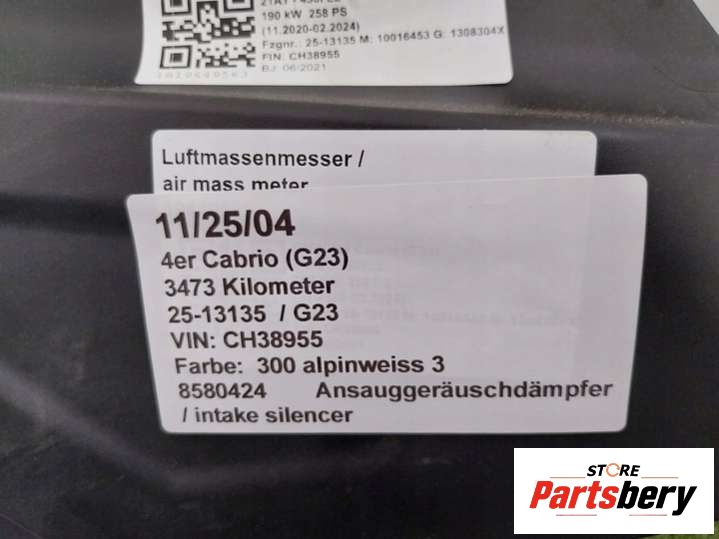 190 kW 258 PS
(11.2020-02.2024)
Fzgnr.: 25-13135 M: 10016453 G: 1308304X
FIN: CH38955
BJ: 06/2021
Luftmassenmesser /
air mass meter
11/25/04
4er Cabrio (G23)
3473 Kilometer
25-13135 / G23
VIN: CH38955
Farbe: 300 alpinweiss 3
8580424 Ansauggeräuschdämpfer
/ intake silencer
STORE
Partsbery